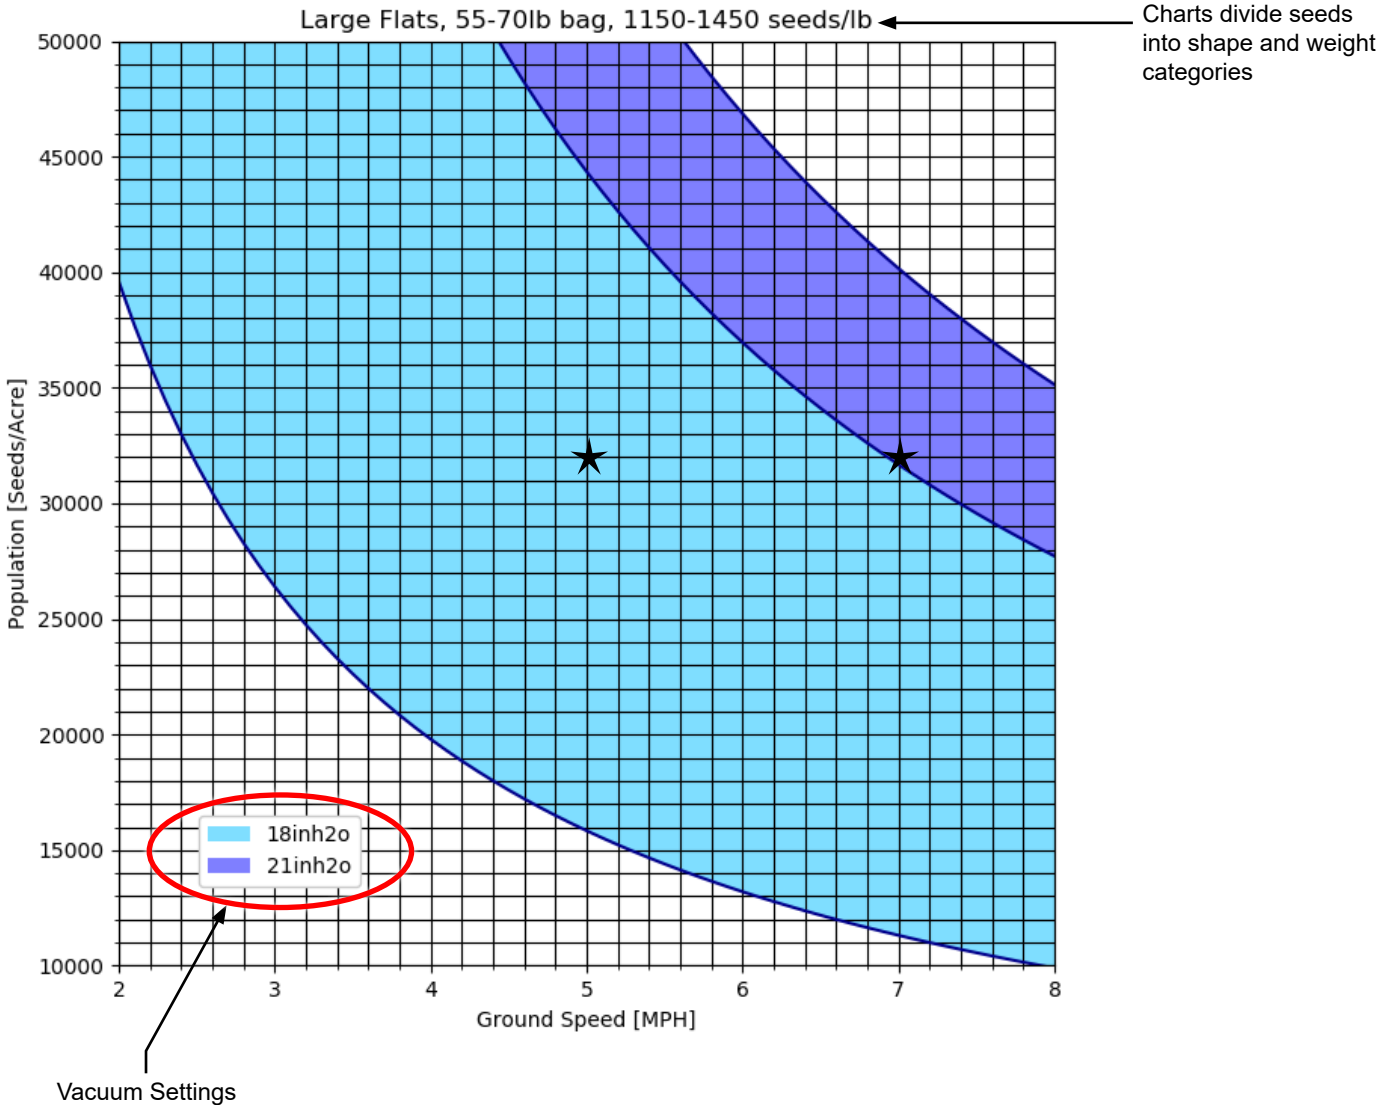 Large Flats, 55-70lb bag, 1150-1450 seeds/lb
Charts divide seeds
into shape and weight
categories
50000
45000
40000
35000
30000
25000
20000
15000
10000
Population [Seeds/Acre]
18inh2o
21inh2o
2 3 4 5 6 7 8
Ground Speed [MPH]
Vacuum Settings